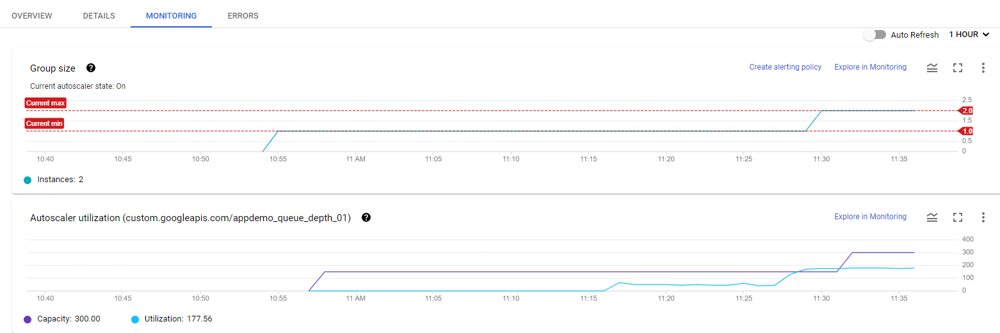 OVERVIEW DETAILS MONITORING ERRORS
Auto Refresh 1 HOUR
Group size ? Create alerting policy Explore in Monitoring
Current autoscaler state: On
Current max
Current min
2.5
2.0
1.5
1.0
0.5
0
10:40 10:45 10:50 10:55 11 AM 11:05 11:10 11:15 11:20 11:25 11:30 11:35
Instances: 2
Autoscaler utilization (custom.googleapis.com/appdemo_queue_depth_01) ? Explore in Monitoring
400
300
200
100
0
10:40 10:45 10:50 10:55 11 AM 11:05 11:10 11:15 11:20 11:25 11:30 11:35
Capacity: 300.00 Utilization: 177.56